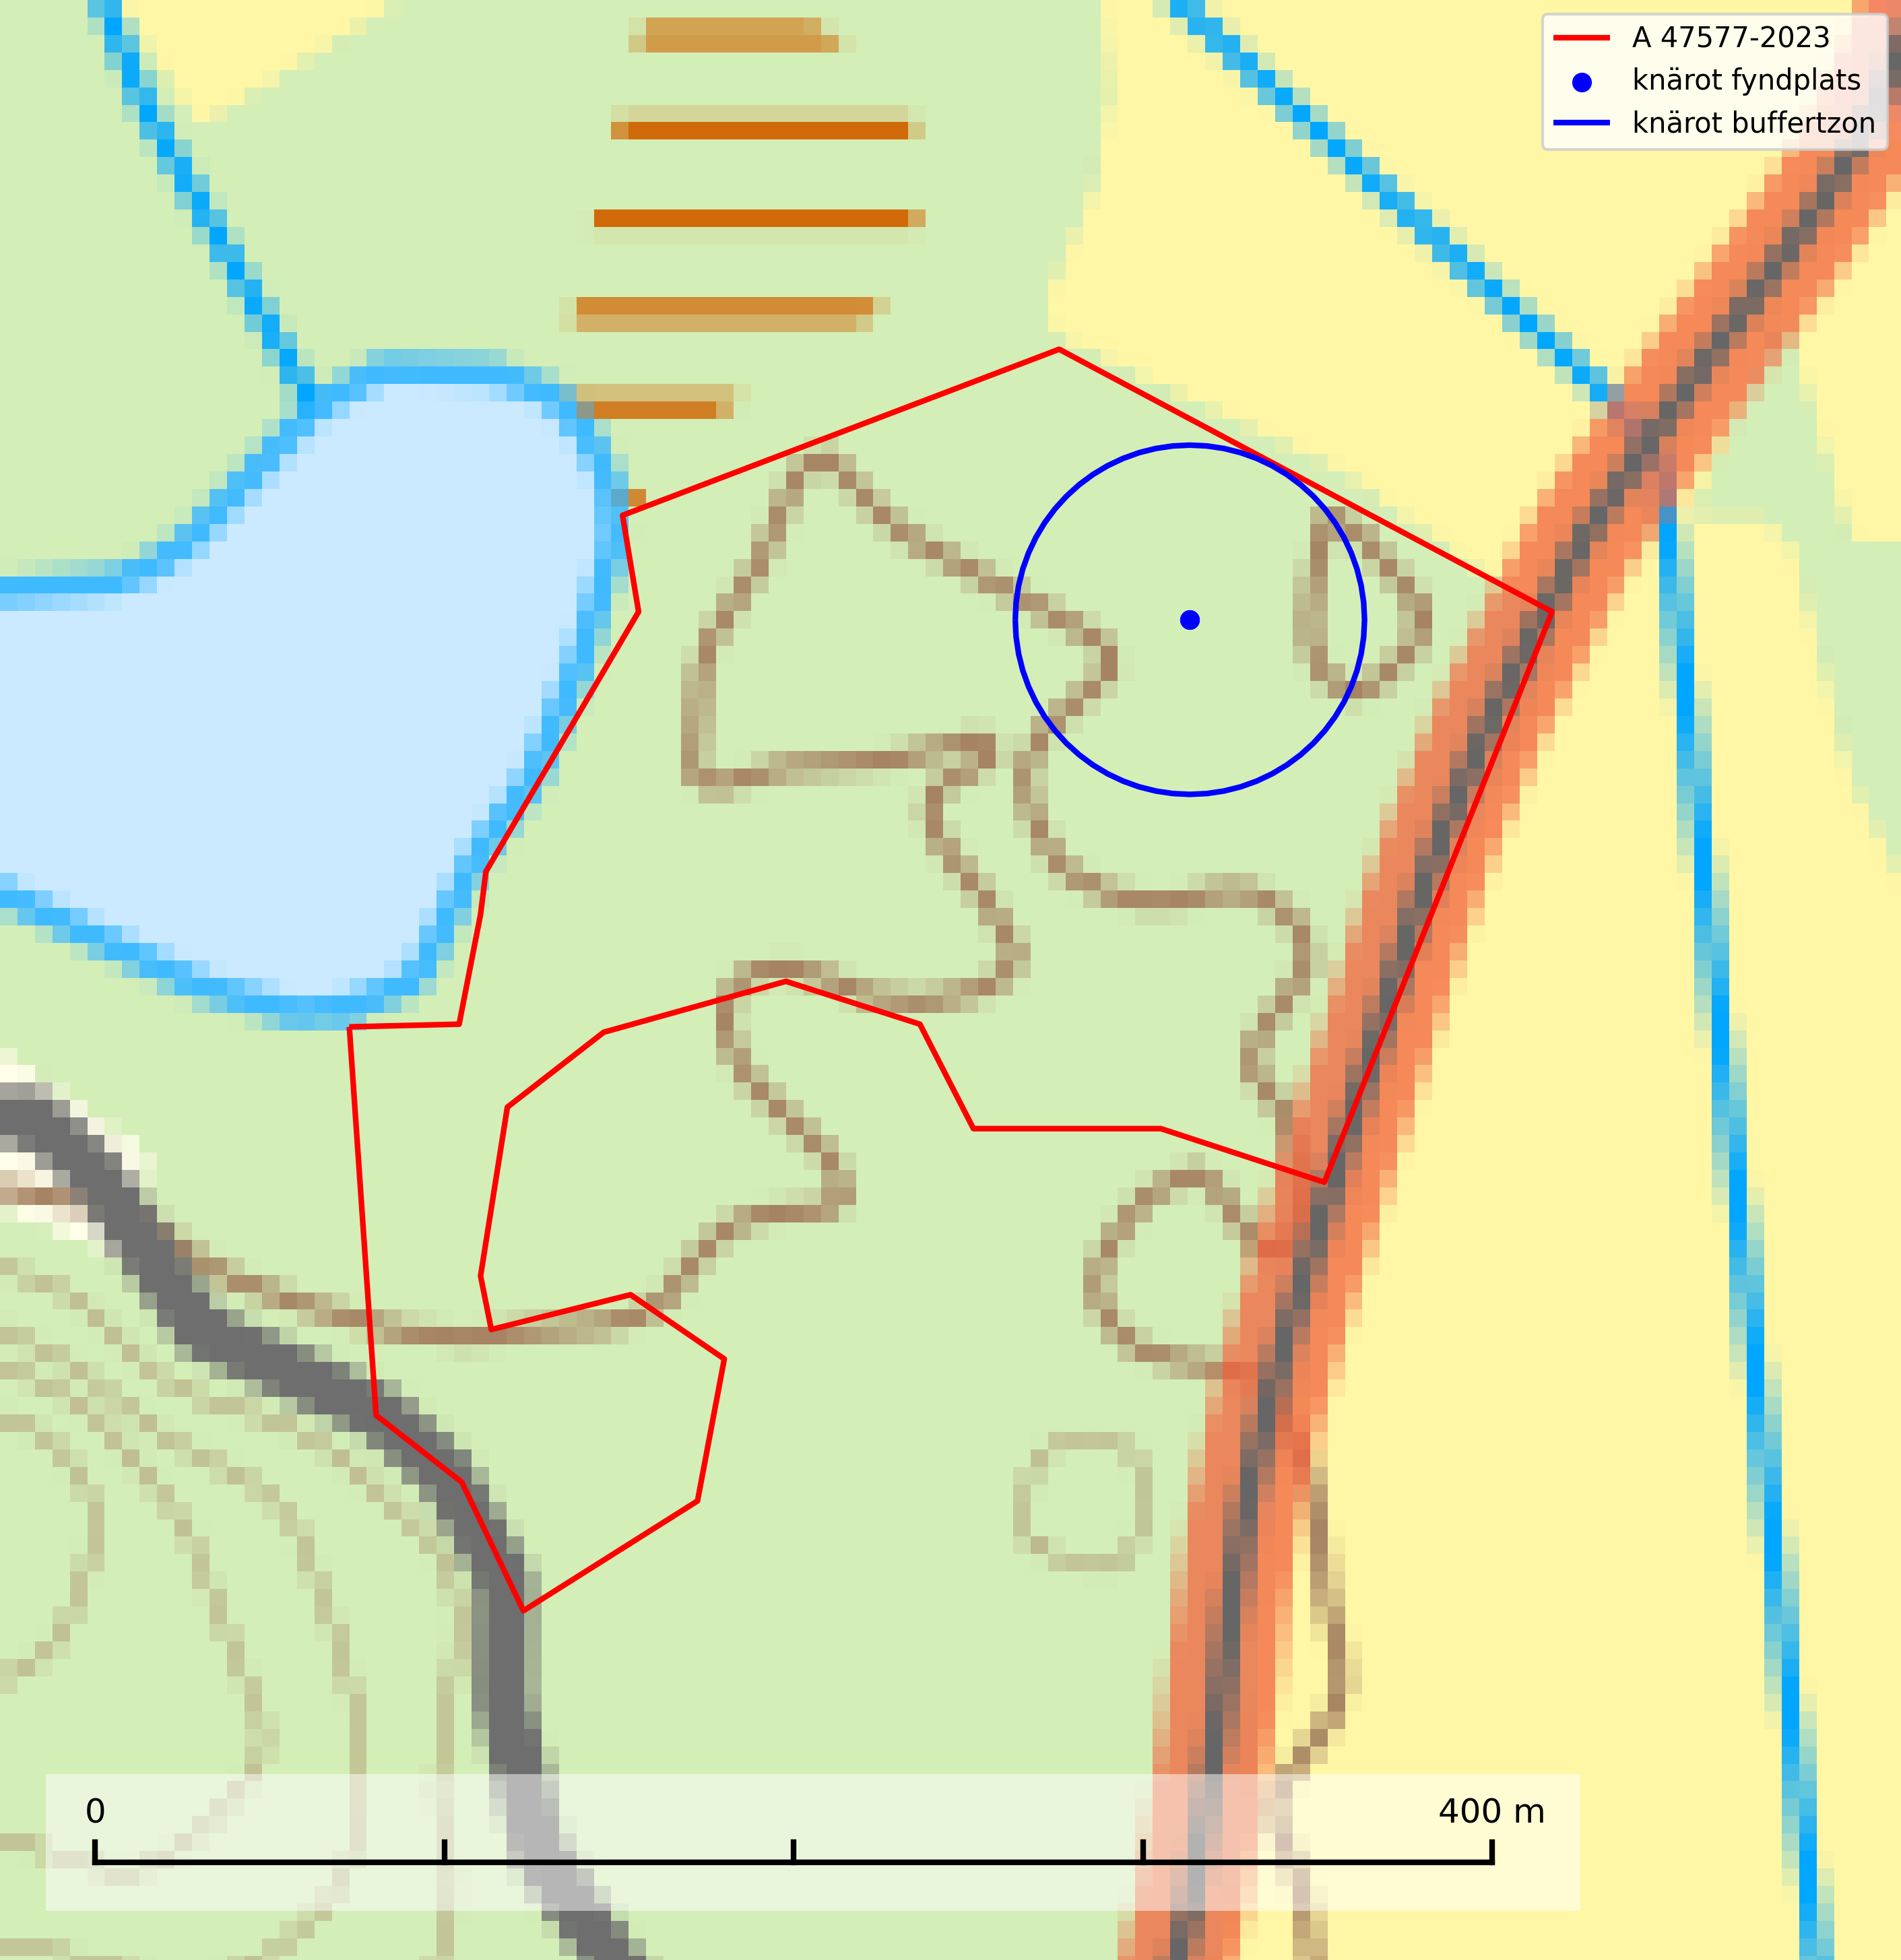 A 47577-2023
knärot fyndplats
knärot buffertzon
0
400 m